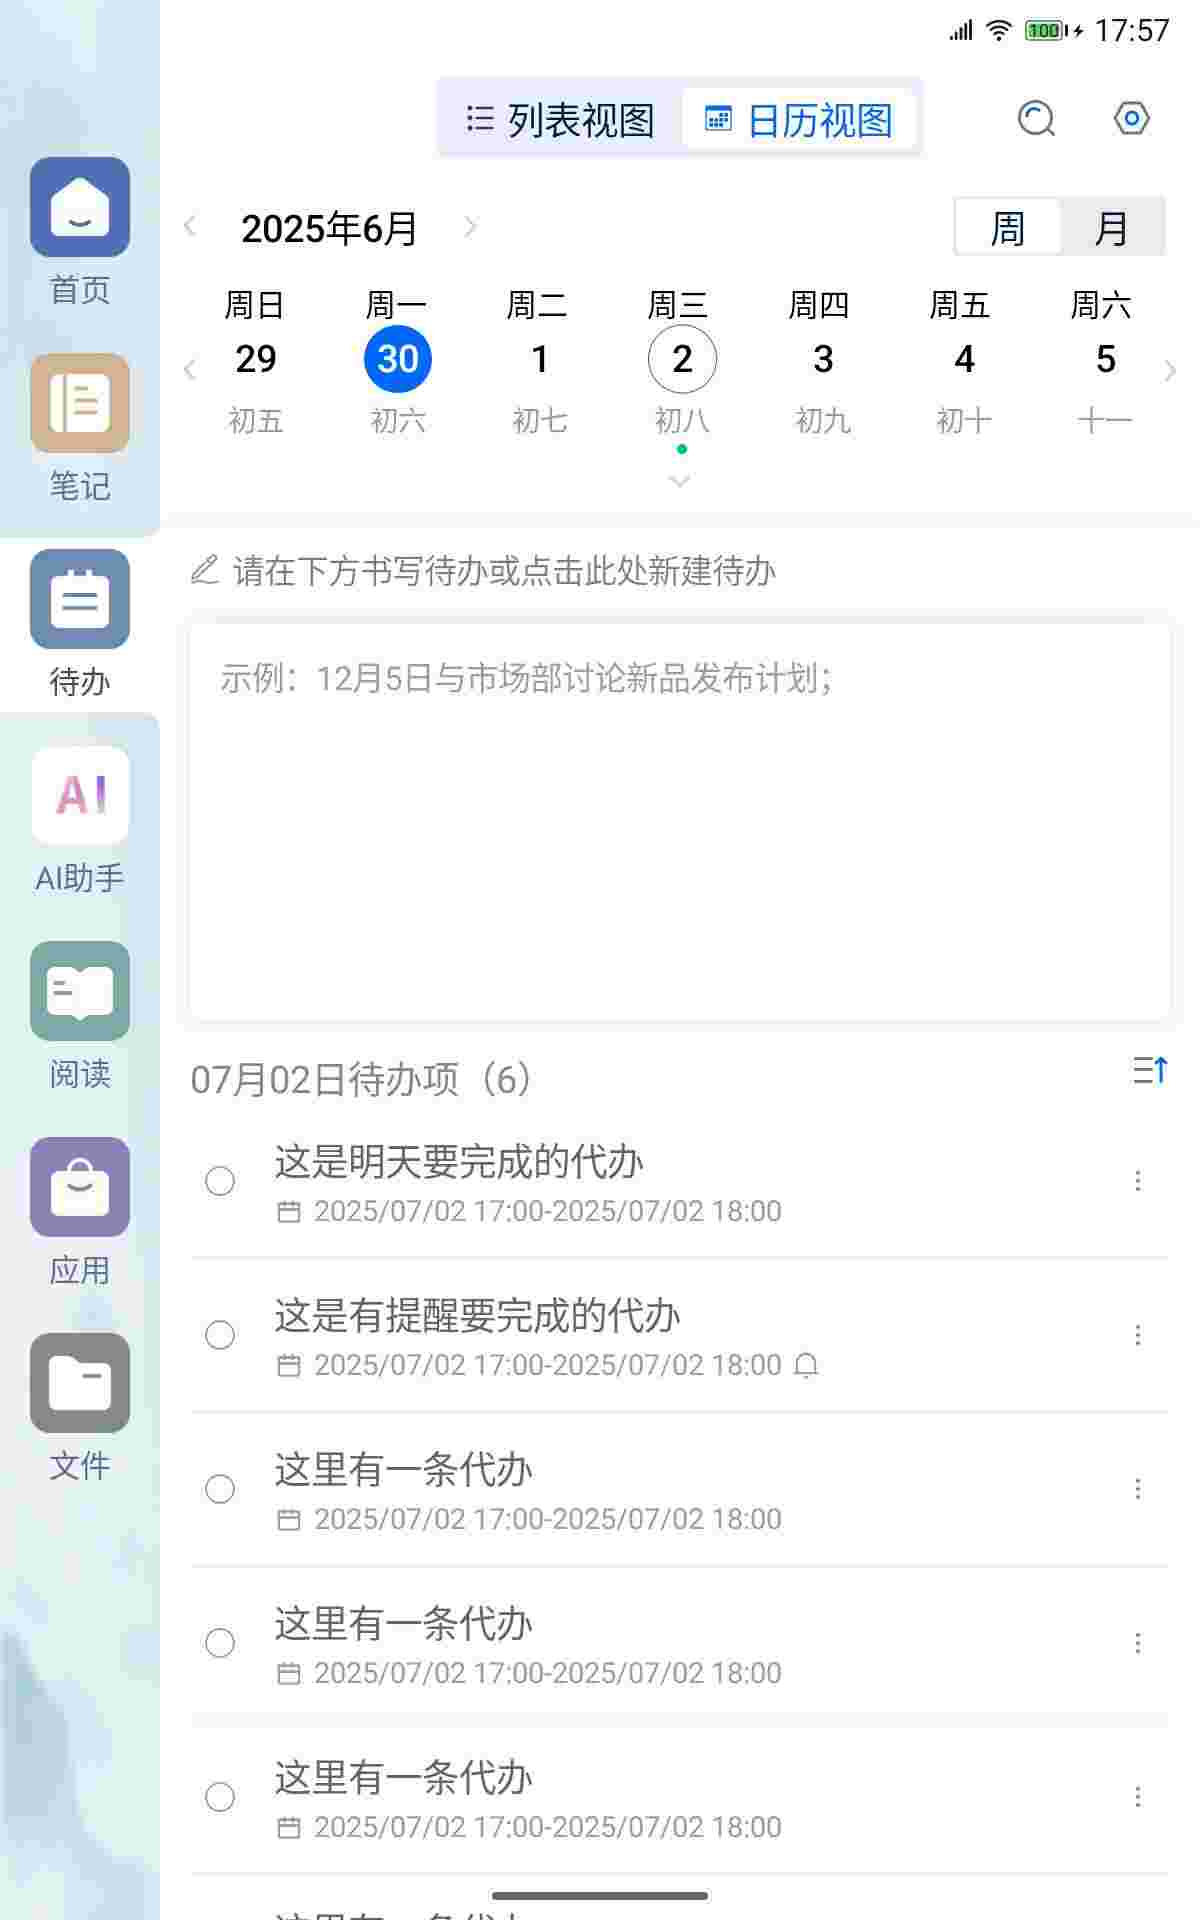 100 17:57
列表视图 日历视图
2025年6月
周 月
周日 周一 周二 周三 周四 周五 周六
29 30 1 2 3 4 5
初五 初六 初七 初八 初九 初十 十一
请在下方书写待办或点击此处新建待办
示例：12月5日与市场部讨论新品发布计划；
07月02日待办项（6）
这是明天要完成的代办
2025/07/02 17:00-2025/07/02 18:00
这是有提醒要完成的代办
2025/07/02 17:00-2025/07/02 18:00
这里有一条代办
2025/07/02 17:00-2025/07/02 18:00
这里有一条代办
2025/07/02 17:00-2025/07/02 18:00
这里有一条代办
2025/07/02 17:00-2025/07/02 18:00
首页
笔记
待办
AI
AI助手
阅读
应用
文件